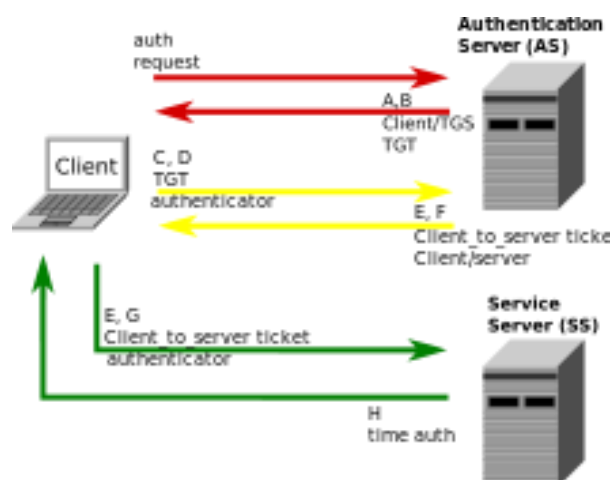 Authentication
Server (AS)
auth
request
A,B
Client/TGS
TGT
Client
C, D
TGT
authenticator
E, F
Client_to_server ticke
Client/server
E, G
Client_to_server ticket
authenticator
Service
Server (SS)
H
time auth